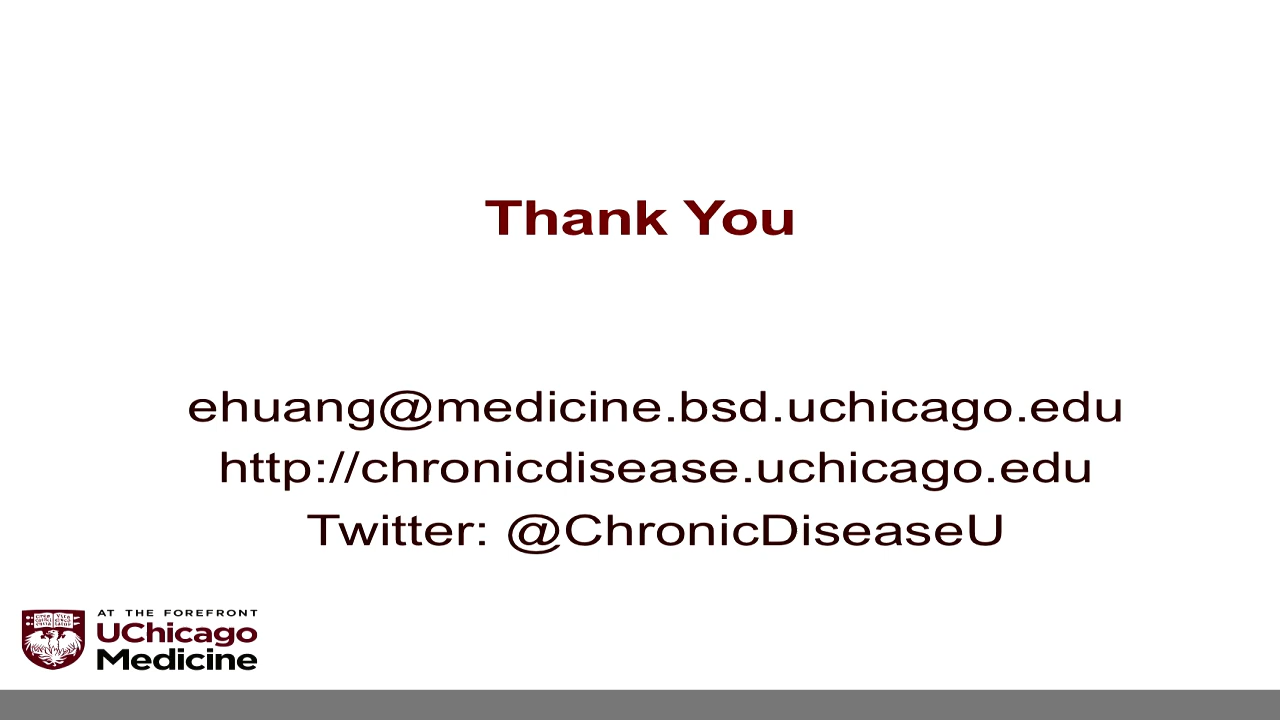 Thank You
ehuang@medicine.bsd.uchicago.edu
http://chronicdisease.uchicago.edu
Twitter: @ChronicDiseaseU
AT THE FOREFRONT
UChicago
Medicine